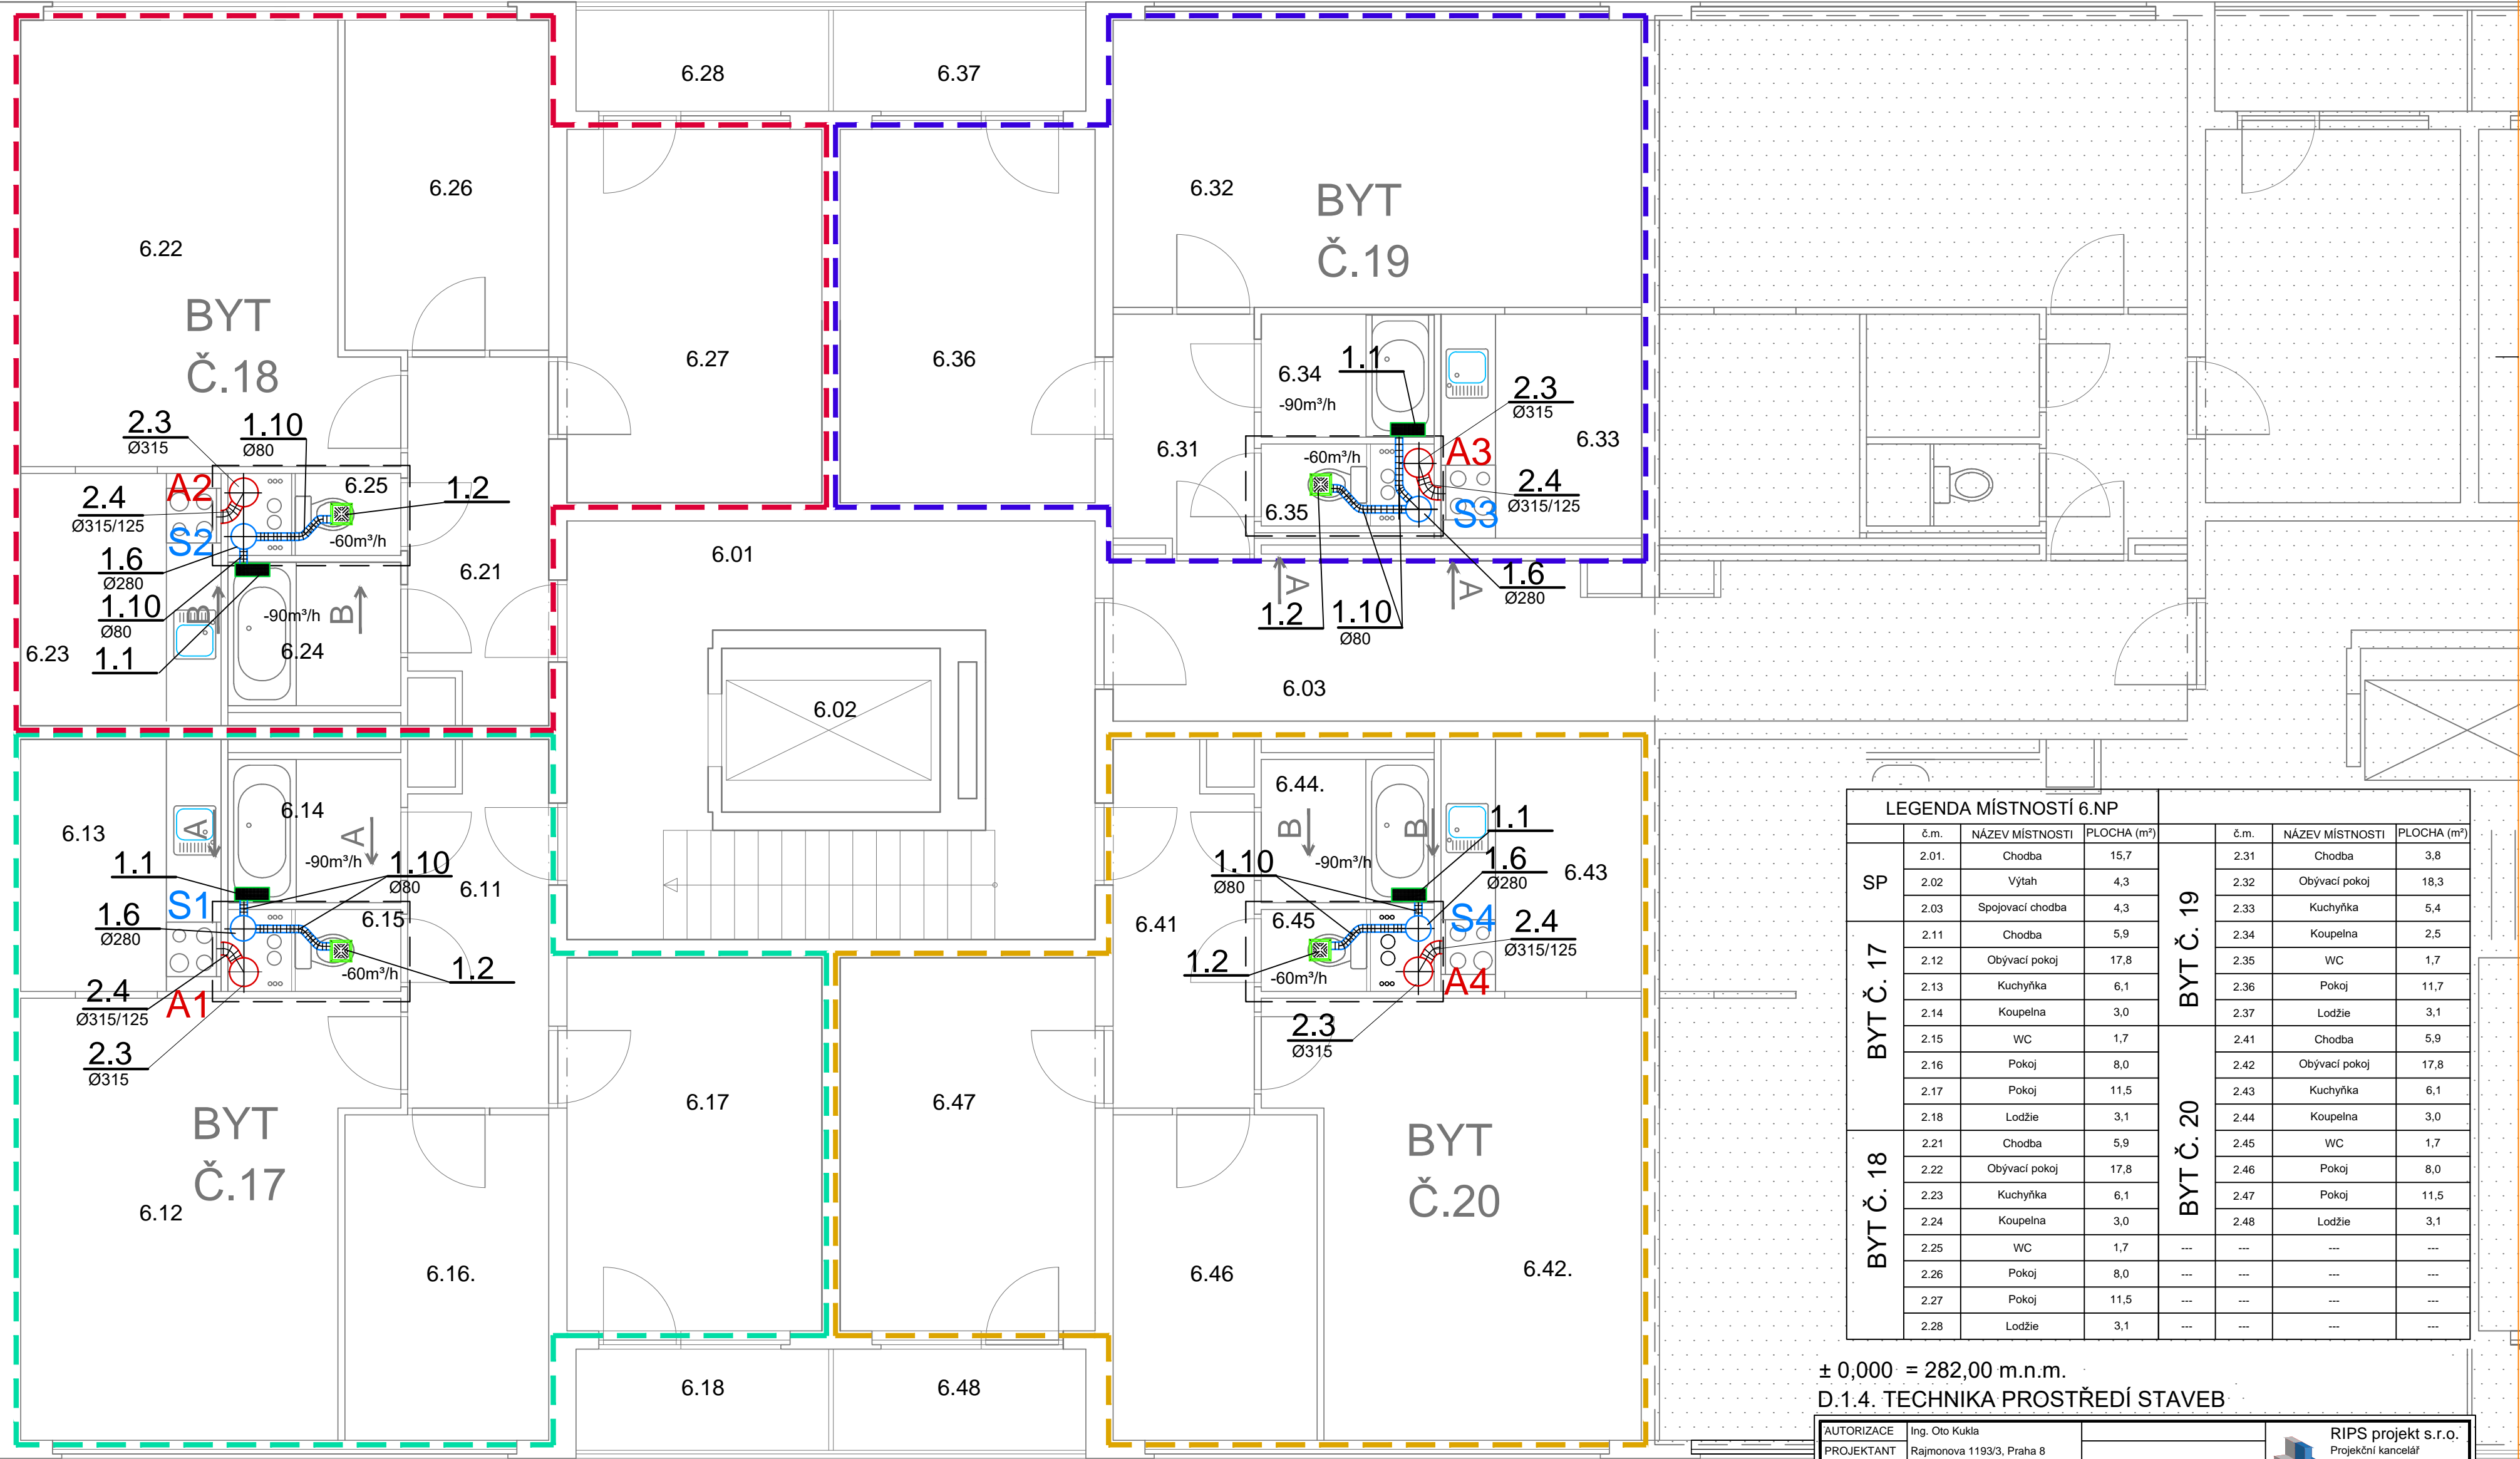 6.28
6.37
6.26
6.32
BYT
Č.19
6.22
BYT
Č.18
6.27
6.36
6.34
1.1
-90m³/h
2.3
Ø315
6.33
6.31
A3
-60m³/h
2.4
Ø315/125
S3
6.35
2.3
Ø315
1.10
Ø80
A2
6.25
1.2
2.4
Ø315/125
S2
-60m³/h
1.6
Ø280
6.21
1.10
Ø80
B
-90m³/h
B
6.23
1.1
6.24
6.01
A
A
1.6
Ø280
1.2
1.10
Ø80
6.02
6.03
6.13
6.14
A
A
-90m³/h
1.1
1.10
Ø80
6.11
S1
1.6
Ø280
6.15
-60m³/h
1.2
2.4
Ø315/125
A1
2.3
Ø315
6.44.
B
B
1.1
1.10
Ø80
-90m³/h
1.6
Ø280
6.43
6.41
6.45
S4
2.4
Ø315/125
1.2
-60m³/h
A4
2.3
Ø315
6.17
6.47
BYT
Č.17
6.12
6.16.
BYT
Č.20
6.46
6.42.
6.18
6.48
LEGENDA MÍSTNOSTÍ 6.NP
č.m. NÁZEV MÍSTNOSTI PLOCHA (m²) č.m. NÁZEV MÍSTNOSTI PLOCHA (m²)
SP
BYT Č. 17
BYT Č. 18
BYT Č. 19
BYT Č. 20
2.01. Chodba 15,7 2.31 Chodba 3,8
2.02 Výtah 4,3 2.32 Obývací pokoj 18,3
2.03 Spojovací chodba 4,3 2.33 Kuchyňka 5,4
2.11 Chodba 5,9 2.34 Koupelna 2,5
2.12 Obývací pokoj 17,8 2.35 WC 1,7
2.13 Kuchyňka 6,1 2.36 Pokoj 11,7
2.14 Koupelna 3,0 2.37 Lodžie 3,1
2.15 WC 1,7 2.41 Chodba 5,9
2.16 Pokoj 8,0 2.42 Obývací pokoj 17,8
2.17 Pokoj 11,5 2.43 Kuchyňka 6,1
2.18 Lodžie 3,1 2.44 Koupelna 3,0
2.21 Chodba 5,9 2.45 WC 1,7
2.22 Obývací pokoj 17,8 2.46 Pokoj 8,0
2.23 Kuchyňka 6,1 2.47 Pokoj 11,5
2.24 Koupelna 3,0 2.48 Lodžie 3,1
2.25 WC 1,7 --- --- --- ---
2.26 Pokoj 8,0 --- --- --- ---
2.27 Pokoj 11,5 --- --- --- ---
2.28 Lodžie 3,1 --- --- --- ---
± 0,000 = 282,00 m.n.m.
D.1.4. TECHNIKA PROSTŘEDÍ STAVEB
AUTORIZACE Ing. Oto Kukla
PROJEKTANT Rajmonova 1193/3, Praha 8
RIPS projekt s.r.o.
Projekční kancelář